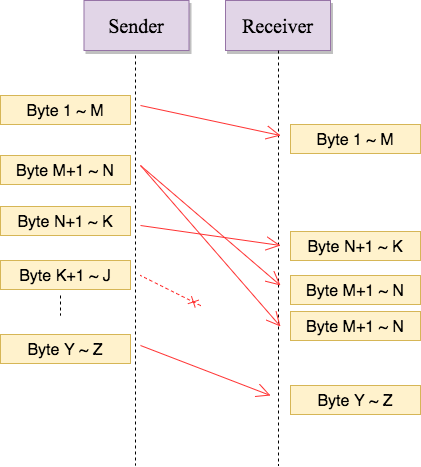 Sender
Receiver
Byte 1 ~ M
Byte 1 ~ M
Byte M+1 ~ N
Byte N+1 ~ K
Byte N+1 ~ K
Byte K+1 ~ J
Byte M+1 ~ N
Byte M+1 ~ N
Byte Y ~ Z
Byte Y ~ Z